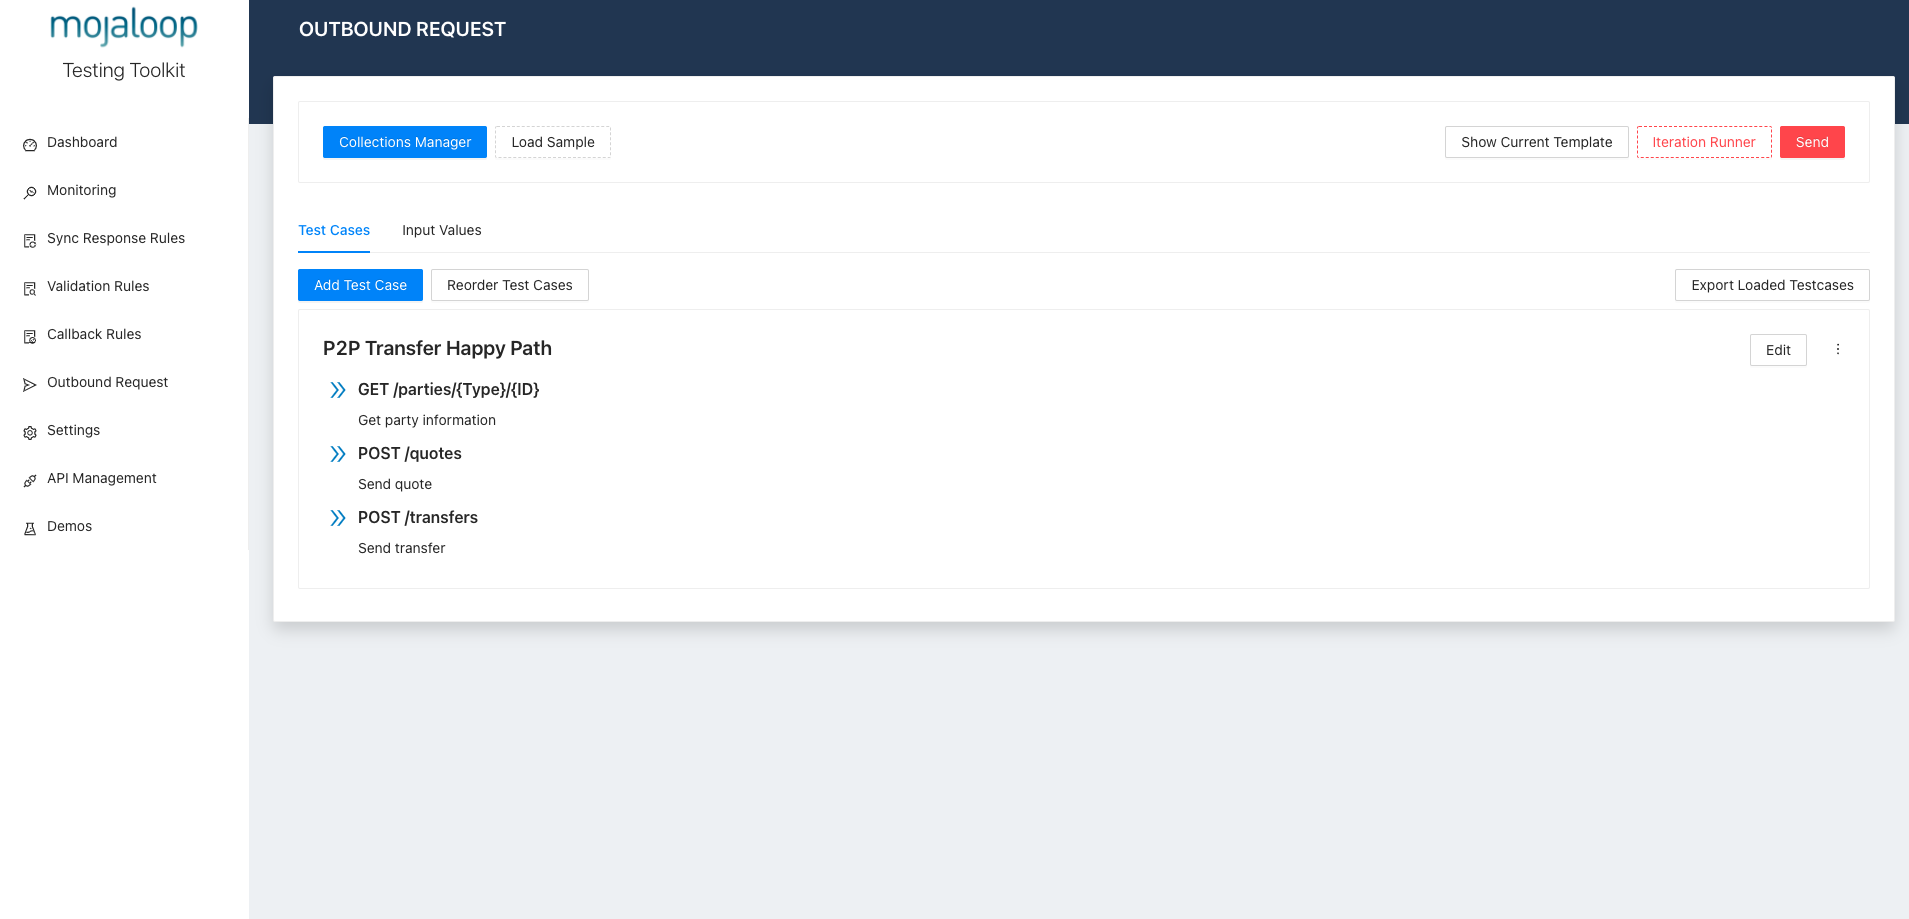 mojaloop
Testing Toolkit
Dashboard
Monitoring
Sync Response Rules
Validation Rules
Callback Rules
Outbound Request
Settings
API Management
Demos
OUTBOUND REQUEST
Collections Manager
Load Sample
Show Current Template
Iteration Runner
Send
Test Cases
Input Values
Add Test Case
Reorder Test Cases
Export Loaded Testcases
P2P Transfer Happy Path
Edit
GET /parties/{Type}/{ID}
Get party information
POST /quotes
Send quote
POST /transfers
Send transfer